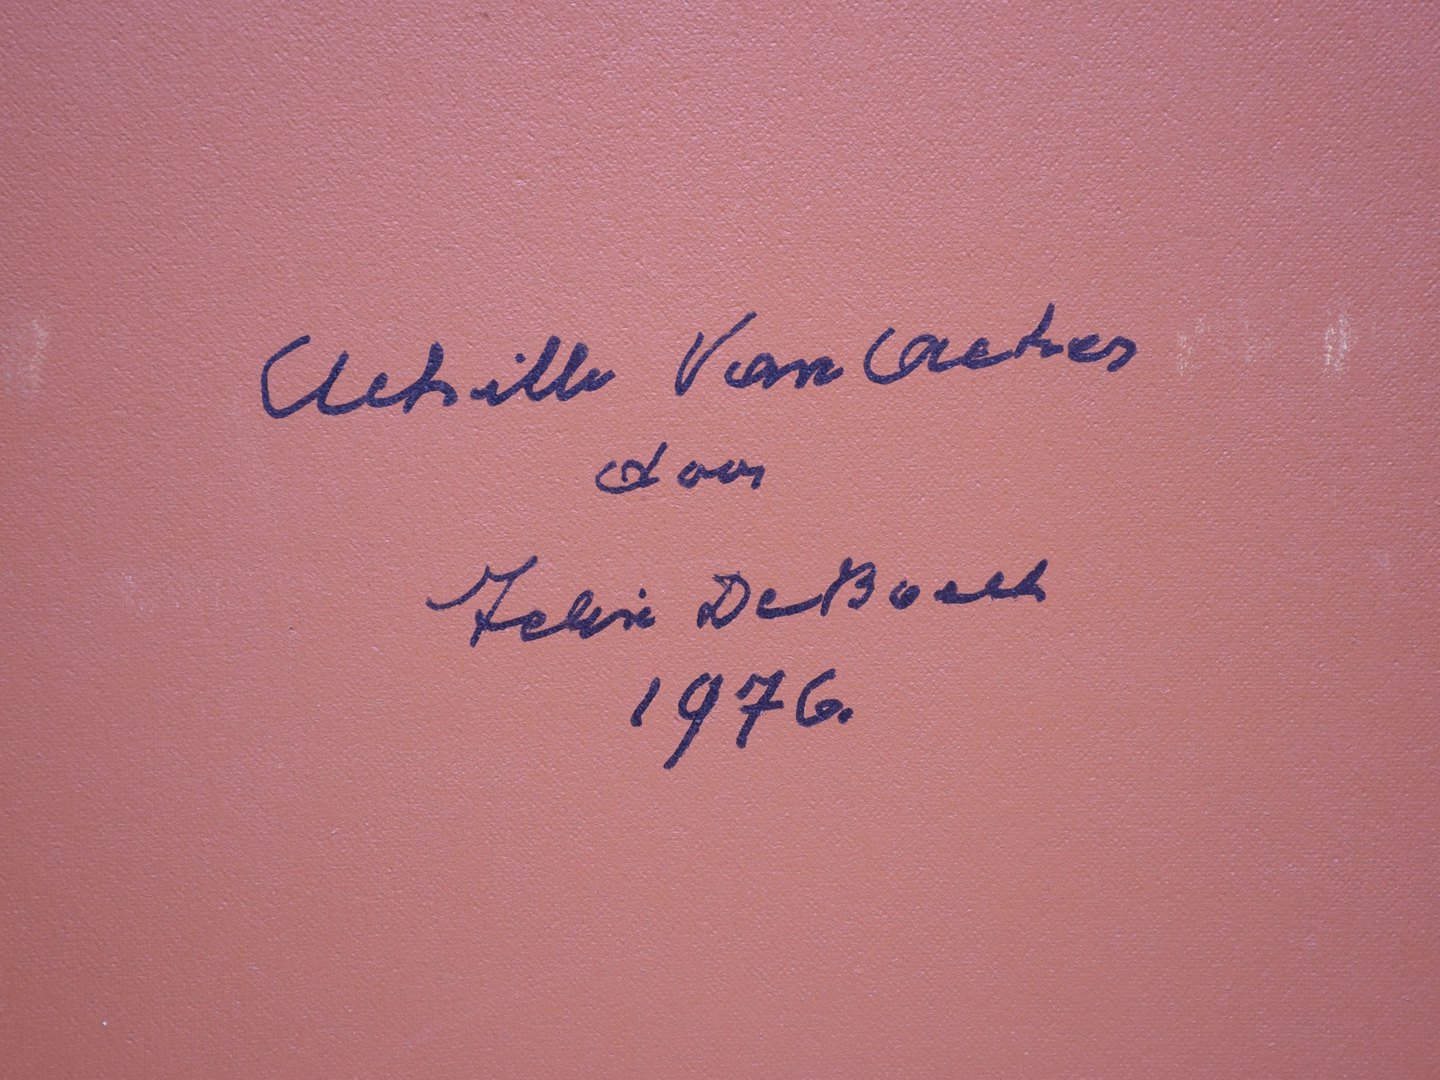 Achille Van Acker
door
Felix De Boeck
1976.